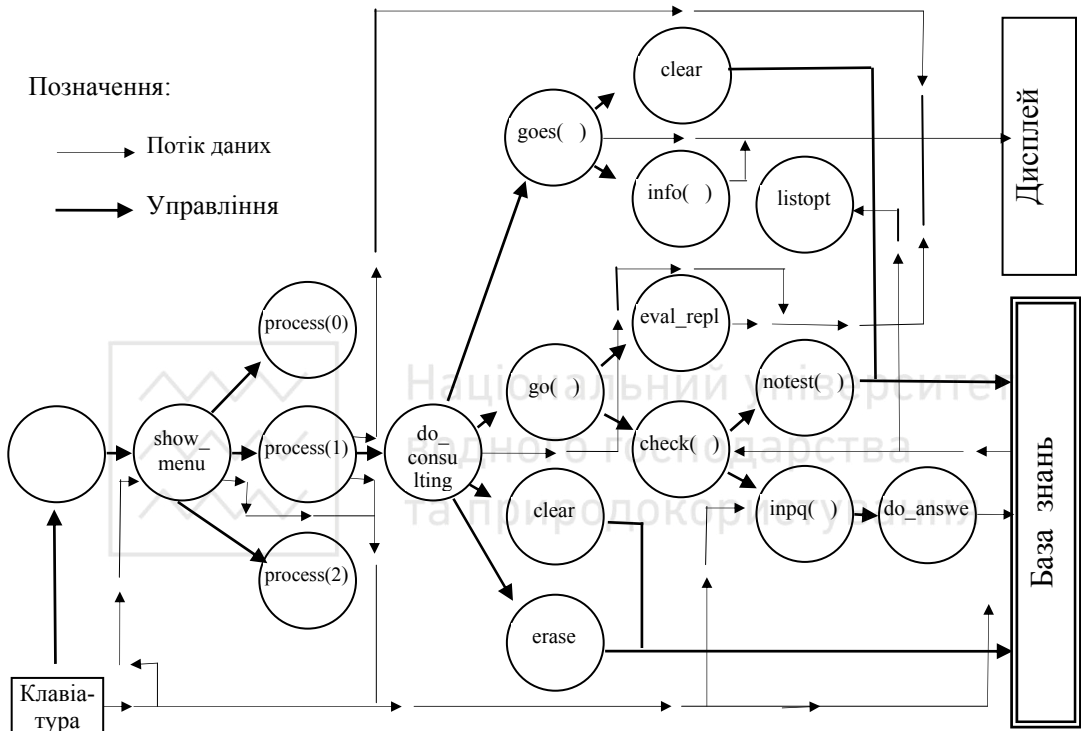 Позначення:
Потік даних
Управління
clear
goes( )
info( )
listopt
Дисплей
process(0)
eval_repl
go( )
notest( )
Національний університет
show_
menu
process(1)
do_
consu
lting
check( )
водного господарства
clear
inpq( )
do_answe
та природокористування
process(2)
erase
База знань
Клавіа-
тура